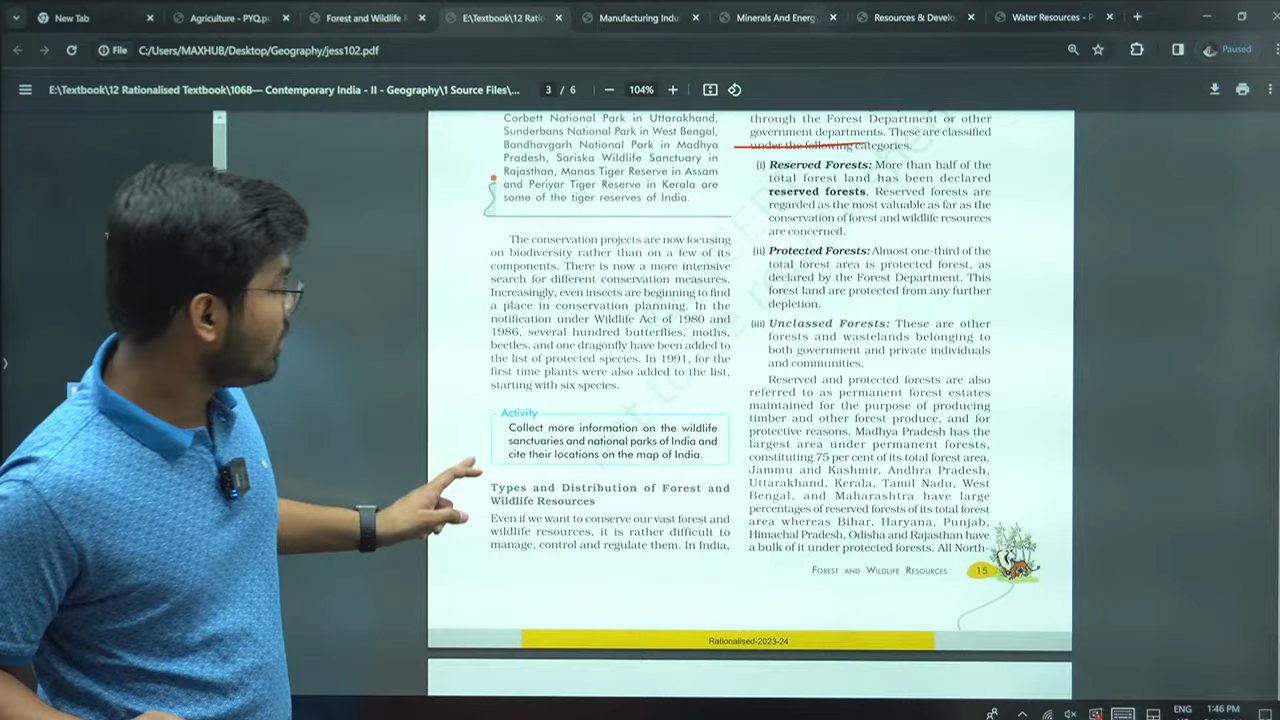 New Tab
Agriculture - PYQ.pc
Forest and Wildlife R
E:\Textbook\12 Ratio
Manufacturing Indu
Minerals And Energ
Resources & Develo
Water Resources - P
File
C:/Users/MAXHUB/Desktop/Geography/jess102.pdf
Paused
E:\Textbook\12 Rationalised Textbook\1068— Contemporary India - II - Geography\1 Source Files\...
3 / 6
104%
Corbett National Park in Uttarakhand,
Sunderbans National Park in West Bengal,
Bandhavgarh National Park in Madhya
Pradesh, Sariska Wildlife Sanctuary in
Rajasthan, Manas Tiger Reserve in Assam
and Periyar Tiger Reserve in Kerala are
some of the tiger reserves of India.
The conservation projects are now focusing
on biodiversity rather than on a few of its
components. There is now a more intensive
search for different conservation measures.
Increasingly, even insects are beginning to find
a place in conservation planning. In the
notification under Wildlife Act of 1980 and
1986, several hundred butterflies, moths,
beetles, and one dragonfly have been added to
the list of protected species. In 1991, for the
first time plants were also added to the list,
starting with six species.
Activity
Collect more information on the wildlife
sanctuaries and national parks of India and
cite their locations on the map of India.
Types and Distribution of Forest and
Wildlife Resources
Even if we want to conserve our vast forest and
wildlife resources, it is rather difficult to
manage, control and regulate them. In India,
through the Forest Department or other
government departments. These are classified
under the following categories.
(i) Reserved Forests: More than half of the
total forest land has been declared
reserved forests. Reserved forests are
regarded as the most valuable as far as the
conservation of forest and wildlife resources
are concerned.
(ii) Protected Forests: Almost one-third of the
total forest area is protected forest, as
declared by the Forest Department. This
forest land are protected from any further
depletion.
(iii) Unclassed Forests: These are other
forests and wastelands belonging to
both government and private individuals
and communities.
Reserved and protected forests are also
referred to as permanent forest estates
maintained for the purpose of producing
timber and other forest produce, and for
protective reasons. Madhya Pradesh has the
largest area under permanent forests,
constituting 75 per cent of its total forest area.
Jammu and Kashmir, Andhra Pradesh,
Uttarakhand, Kerala, Tamil Nadu, West
Bengal, and Maharashtra have large
percentages of reserved forests of its total forest
area whereas Bihar, Haryana, Punjab,
Himachal Pradesh, Odisha and Rajasthan have
a bulk of it under protected forests. All North-
Forest and Wildlife Resources
15
Rationalised-2023-24
ENG
1:46 PM